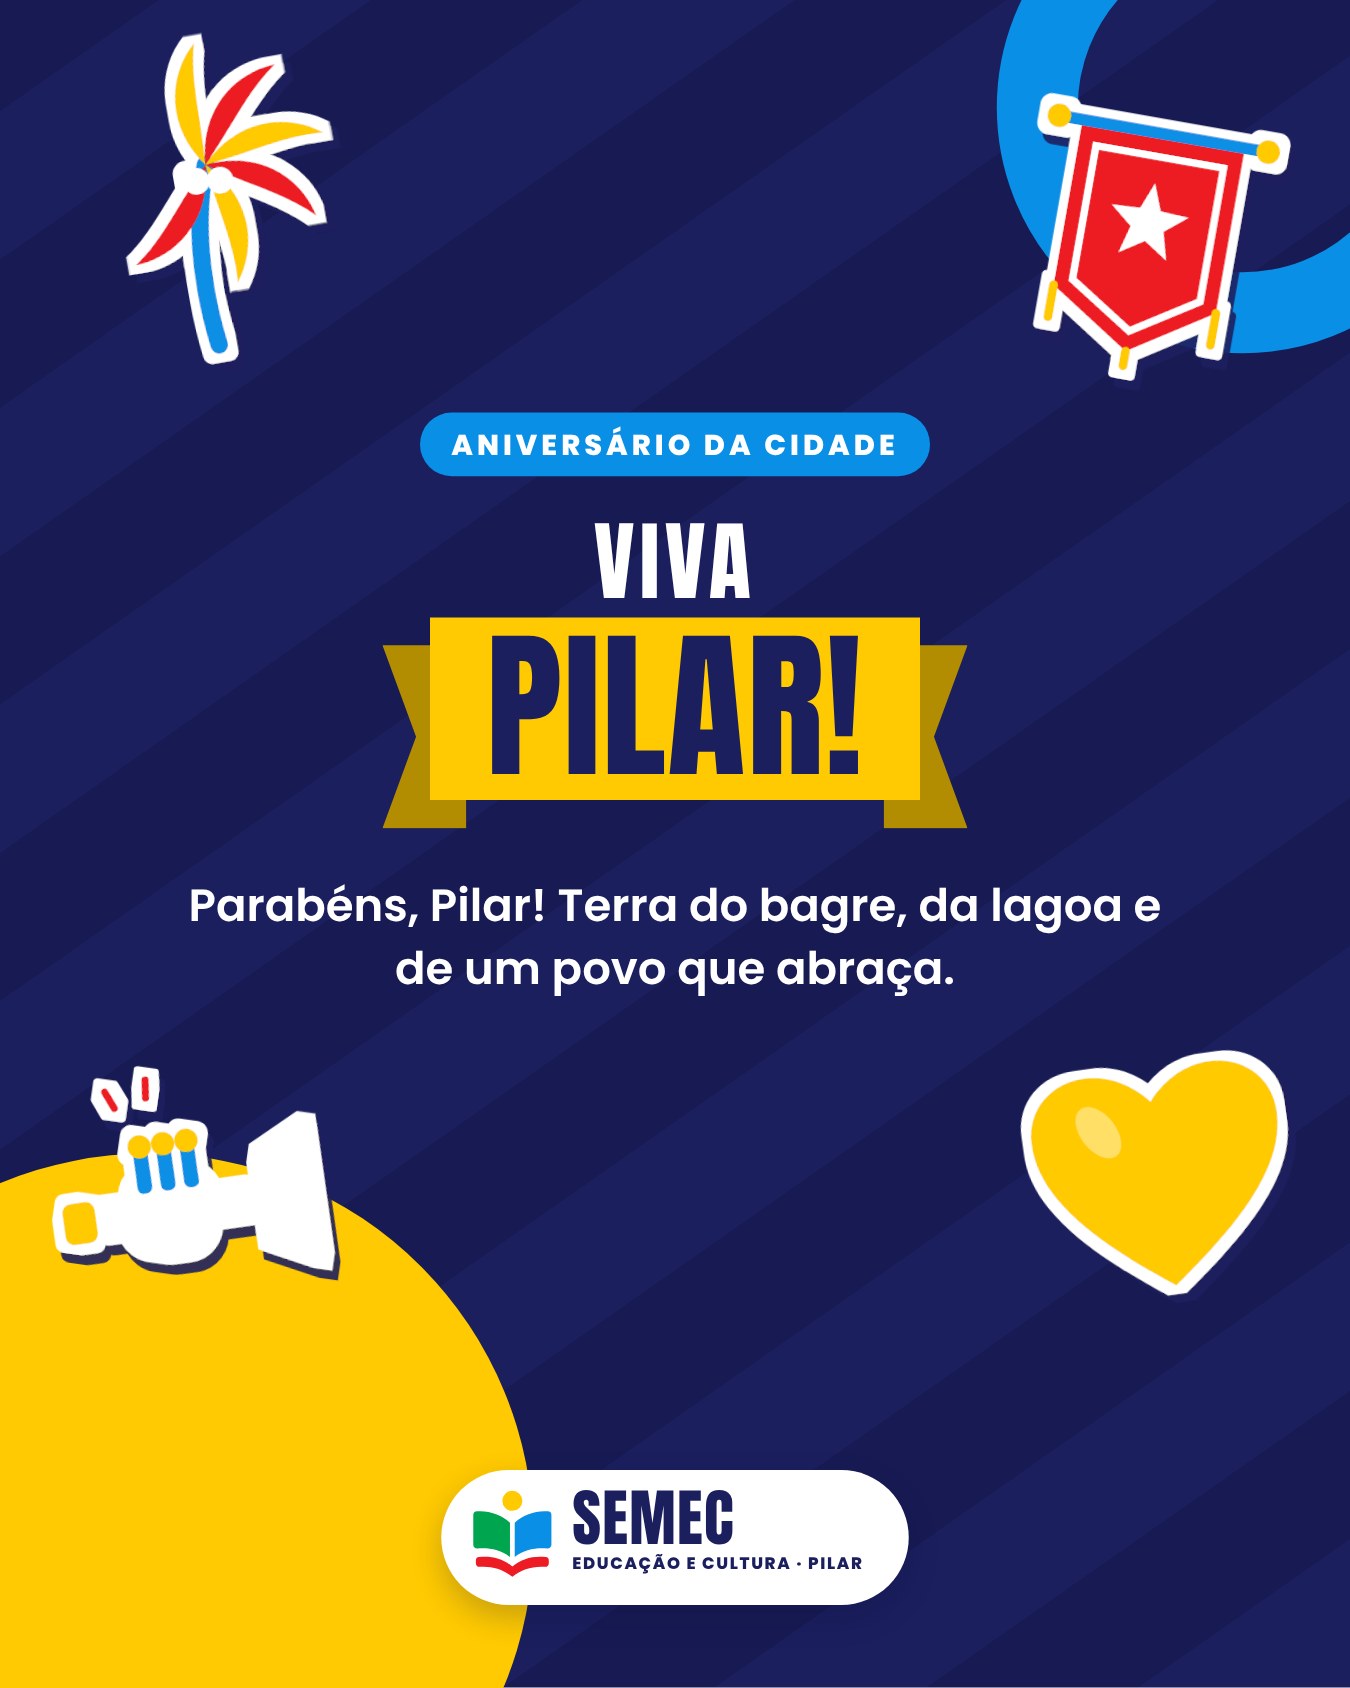 ANIVERSÁRIO DA CIDADE
VIVA
PILAR!
Parabéns, Pilar! Terra do bagre, da lagoa e
de um povo que abraça.
SEMEC
EDUCAÇÃO E CULTURA · PILAR